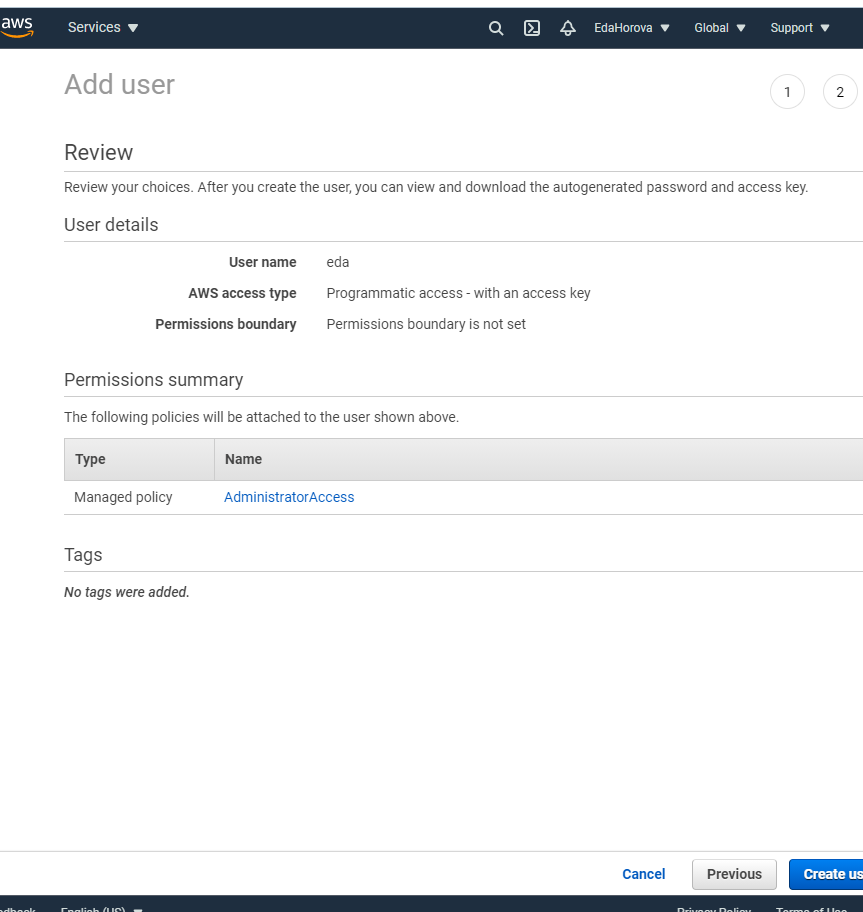 aws Services EdaHorova Global Support
Add user
1 2
Review
Review your choices. After you create the user, you can view and download the autogenerated password and access key.
User details
User name eda
AWS access type Programmatic access - with an access key
Permissions boundary Permissions boundary is not set
Permissions summary
The following policies will be attached to the user shown above.
Type Name
Managed policy AdministratorAccess
Tags
No tags were added.
Cancel Previous Create us
English (US) Privacy Policy Terms of Use